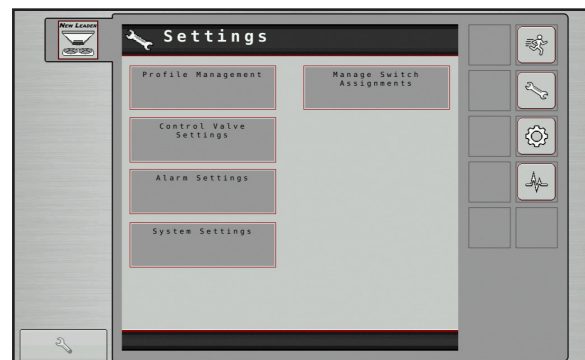 NEW LEADER
Settings
Profile Management
Manage Switch
Assignments
Control Valve
Settings
Alarm Settings
System Settings